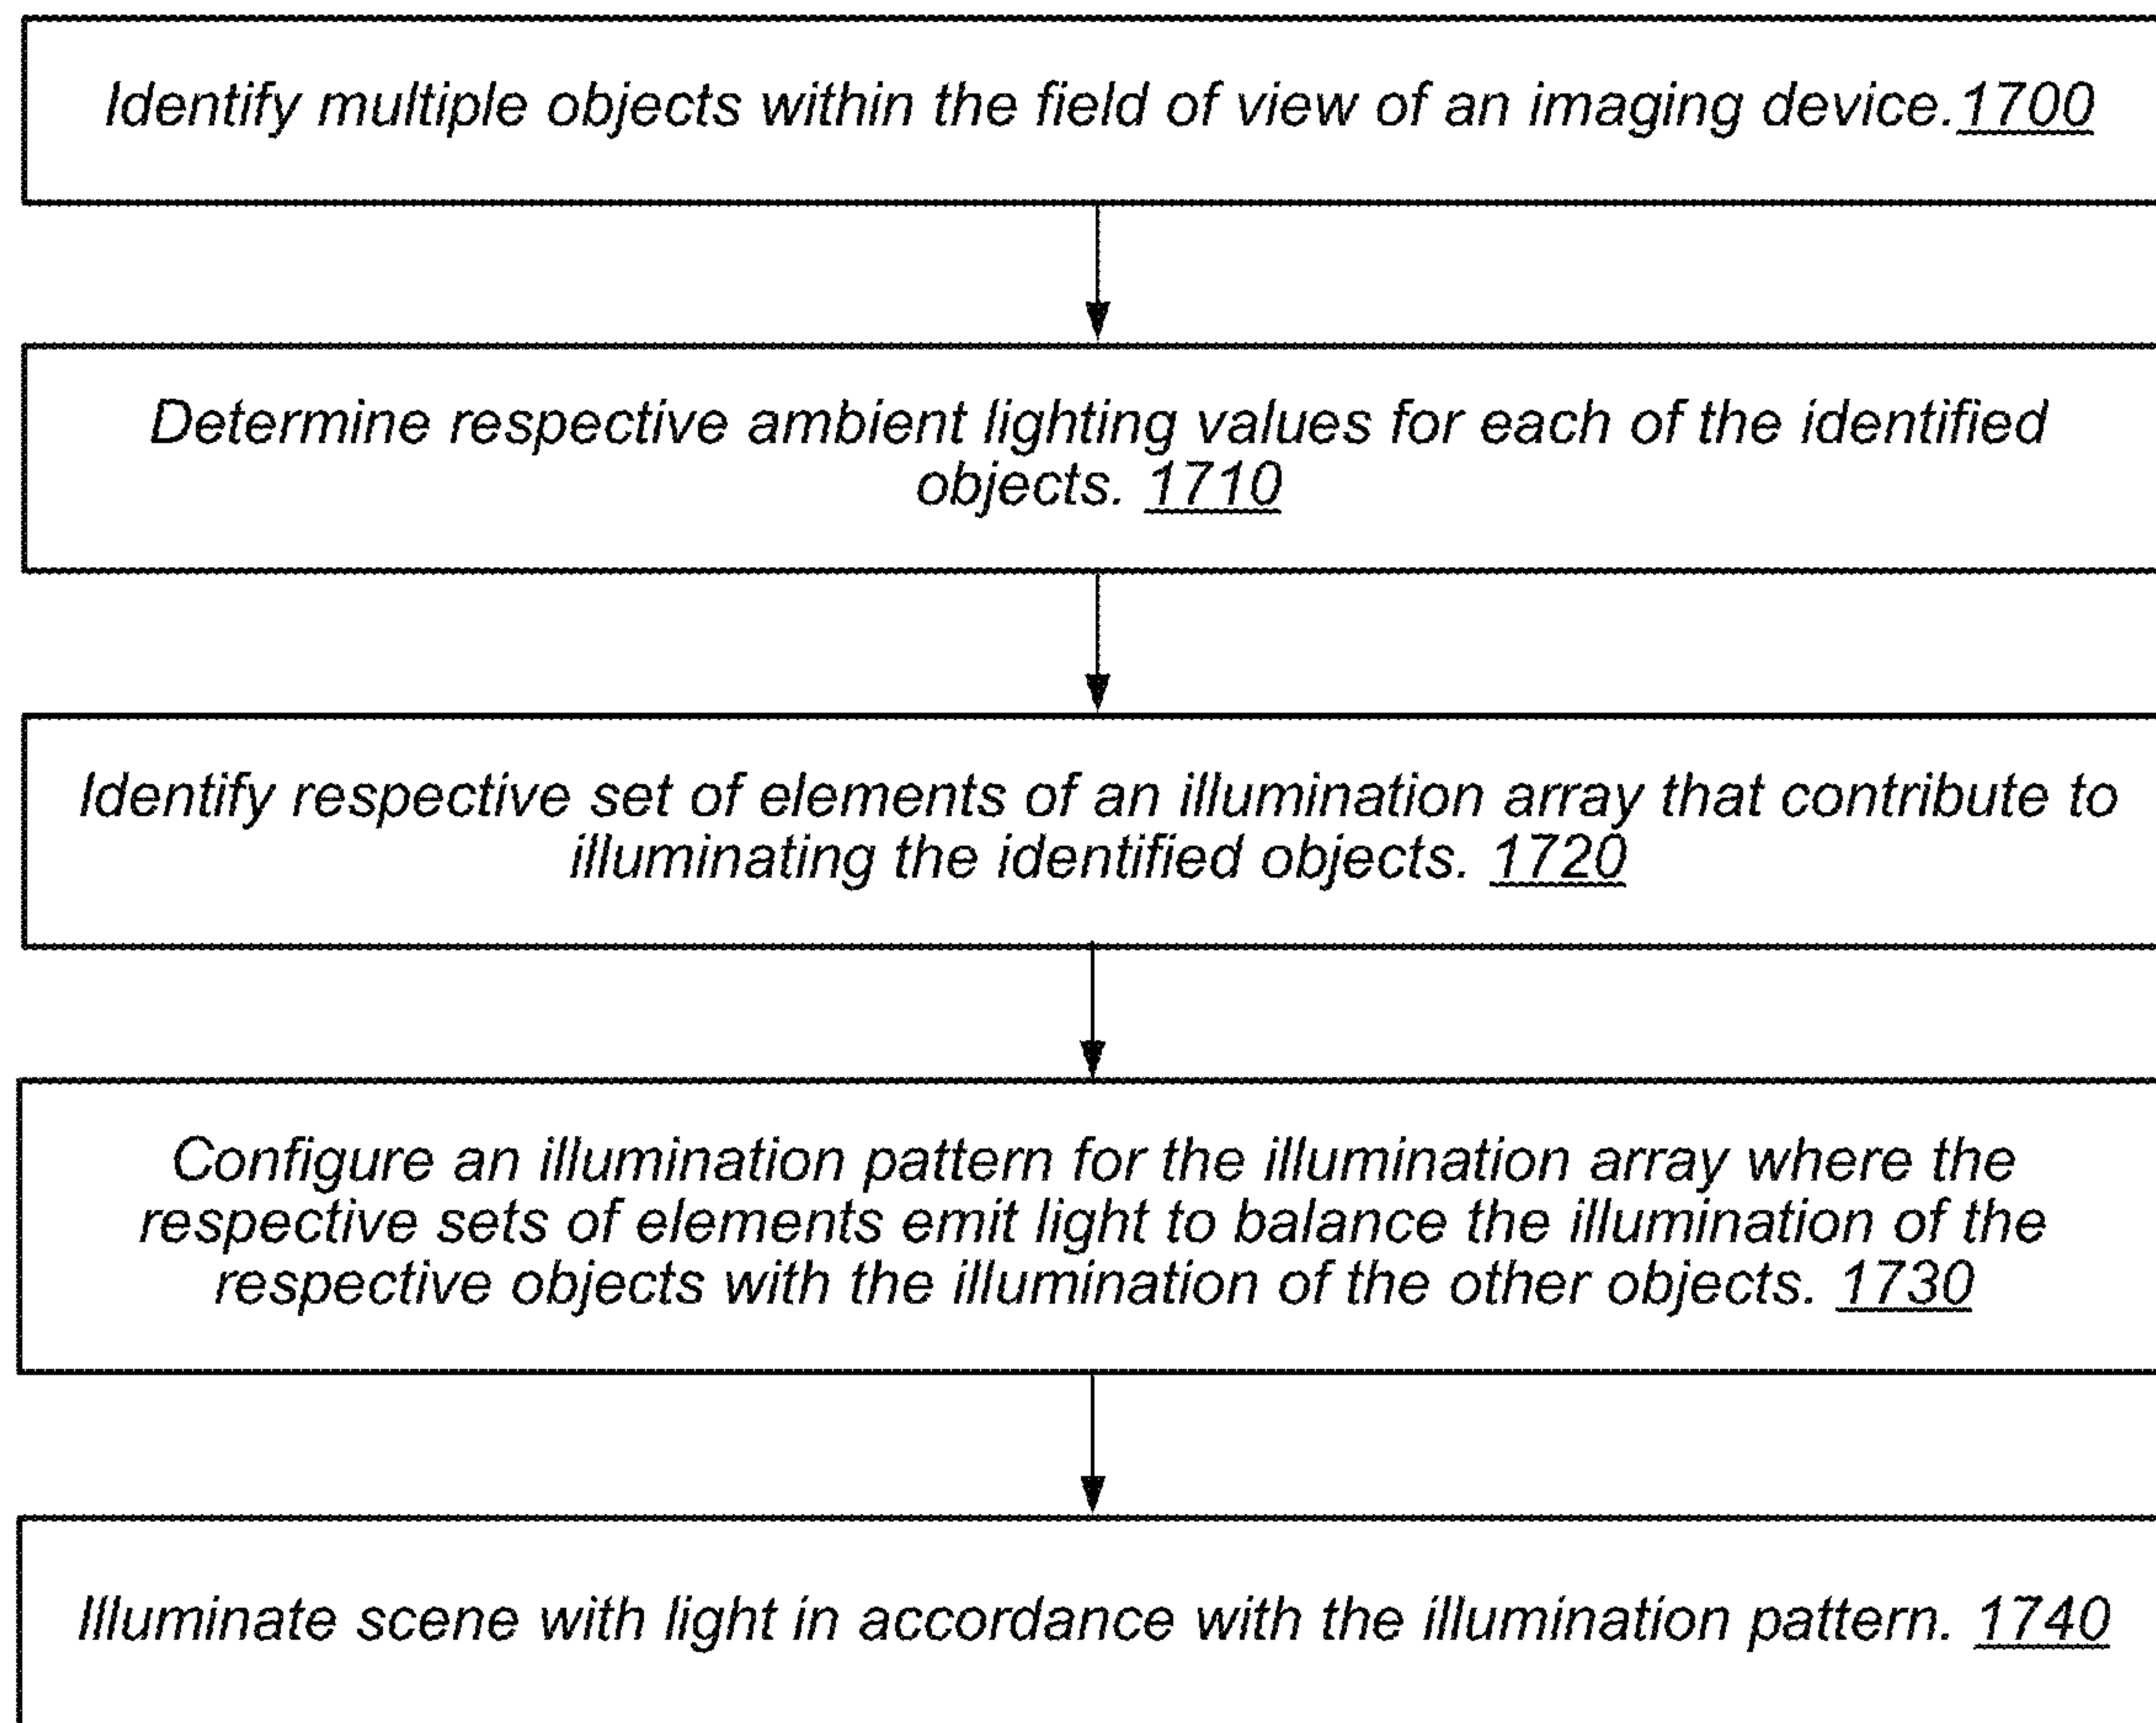 Identify multiple objects within the field of view of an imaging device.1700
Determine respective ambient lighting values for each of the identified
objects. 1710
Identify respective set of elements of an illumination array that contribute to
illuminating the identified objects. 1720
Configure an illumination pattern for the illumination array where the
respective sets of elements emit light to balance the illumination of the
respective objects with the illumination of the other objects. 1730
Illuminate scene with light in accordance with the illumination pattern. 1740